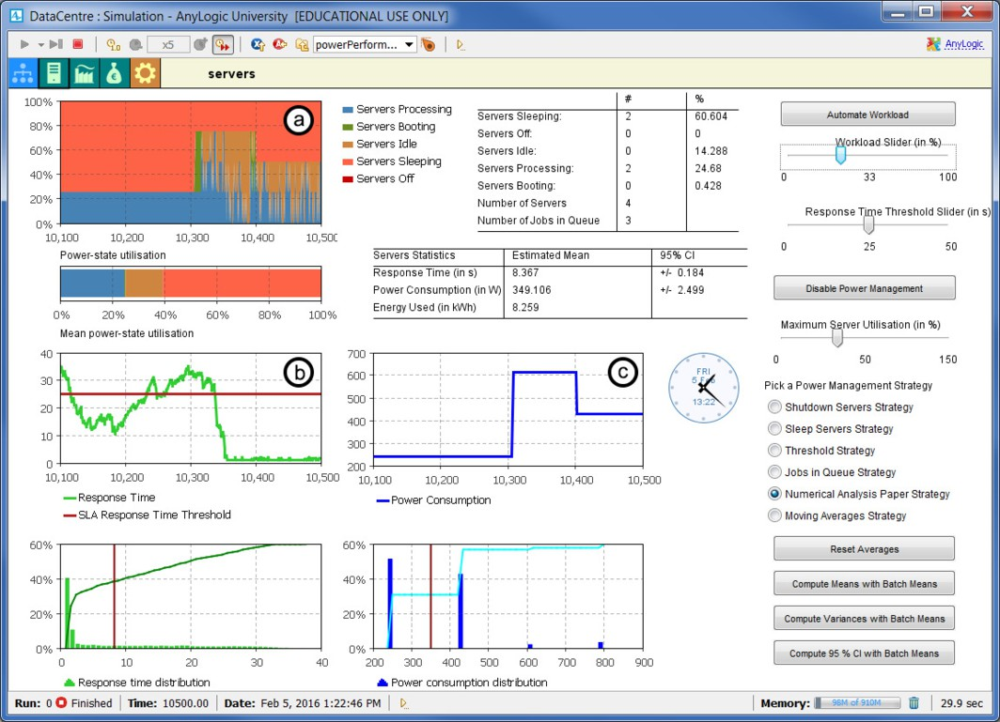 DataCentre : Simulation - AnyLogic University [EDUCATIONAL USE ONLY]
x5
powerPerform...
AnyLogic
servers
100%
80%
60%
40%
20%
0%
a
10,100 10,200 10,300 10,400 10,500
Servers Processing
Servers Booting
Servers Idle
Servers Sleeping
Servers Off
Power-state utilisation
0% 20% 40% 60% 80% 100%
Mean power-state utilisation
# %
Servers Sleeping: 2 60.604
Servers Off: 0 0
Servers Idle: 0 14.288
Servers Processing: 2 24.68
Servers Booting: 0 0.428
Number of Servers 4
Number of Jobs in Queue 3
Servers Statistics Estimated Mean 95% CI
Response Time (in s) 8.367 +/- 0.184
Power Consumption (in W) 349.106 +/- 2.499
Energy Used (in kWh) 8.259
Automate Workload
Workload Slider (in %)
0 33 100
Response Time Threshold Slider (in s)
0 25 50
Disable Power Management
Maximum Server Utilisation (in %)
0 50 150
40
30
20
10
0
b
10,100 10,200 10,300 10,400 10,500
Response Time
SLA Response Time Threshold
700
600
500
400
300
200
c
10,100 10,200 10,300 10,400 10,500
Power Consumption
FRI
5 Feb
13:22
Pick a Power Management Strategy
Shutdown Servers Strategy
Sleep Servers Strategy
Threshold Strategy
Jobs in Queue Strategy
Numerical Analysis Paper Strategy
Moving Averages Strategy
60%
40%
20%
0%
0 10 20 30 40
Response time distribution
60%
40%
20%
0%
200 300 400 500 600 700 800 900
Power consumption distribution
Reset Averages
Compute Means with Batch Means
Compute Variances with Batch Means
Compute 95 % CI with Batch Means
Run: 0 Finished Time: 10500.00 Date: Feb 5, 2016 1:22:46 PM Memory: 96M of 910M 29.9 sec